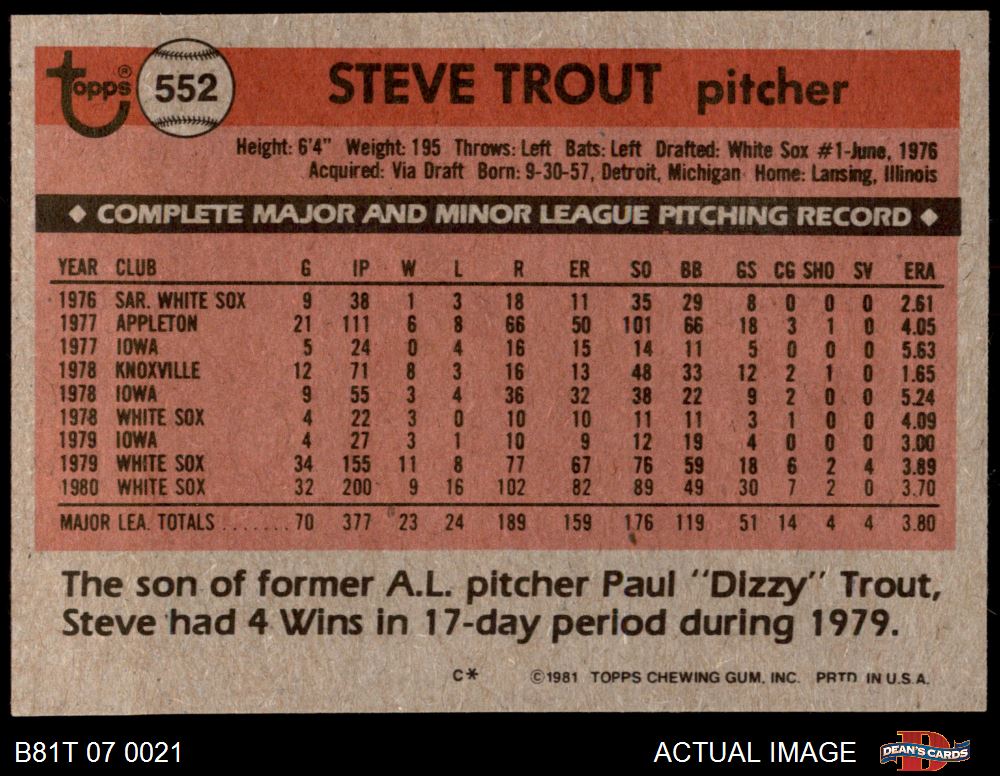 Topps® 552 STEVE TROUT pitcher
Height: 6'4" Weight: 195 Throws: Left Bats: Left Drafted: White Sox #1-June, 1976
Acquired: Via Draft Born: 9-30-57, Detroit, Michigan Home: Lansing, Illinois
◆ COMPLETE MAJOR AND MINOR LEAGUE PITCHING RECORD ◆
YEAR CLUB G IP W L R ER SO BB GS CG SHO SV ERA
1976 SAR. WHITE SOX 9 38 1 3 18 11 35 29 8 0 0 0 2.61
1977 APPLETON 21 111 6 8 66 50 101 66 18 3 1 0 4.05
1977 IOWA 5 24 0 4 16 15 14 11 5 0 0 0 5.63
1978 KNOXVILLE 12 71 8 3 16 13 48 33 12 2 1 0 1.65
1978 IOWA 9 55 3 4 36 32 38 22 9 2 0 0 5.24
1978 WHITE SOX 4 22 3 0 10 10 11 11 3 1 0 0 4.09
1979 IOWA 4 27 3 1 10 9 12 19 4 0 0 0 3.00
1979 WHITE SOX 34 155 11 8 77 67 76 59 18 6 2 4 3.89
1980 WHITE SOX 32 200 9 16 102 82 89 49 30 7 2 0 3.70
MAJOR LEA. TOTALS ....... 70 377 23 24 189 159 176 119 51 14 4 4 3.80
The son of former A.L. pitcher Paul "Dizzy" Trout,
Steve had 4 Wins in 17-day period during 1979.
C* ©1981 TOPPS CHEWING GUM, INC. PRTD IN U.S.A.
B81T 07 0021 ACTUAL IMAGE DEAN'S CARDS